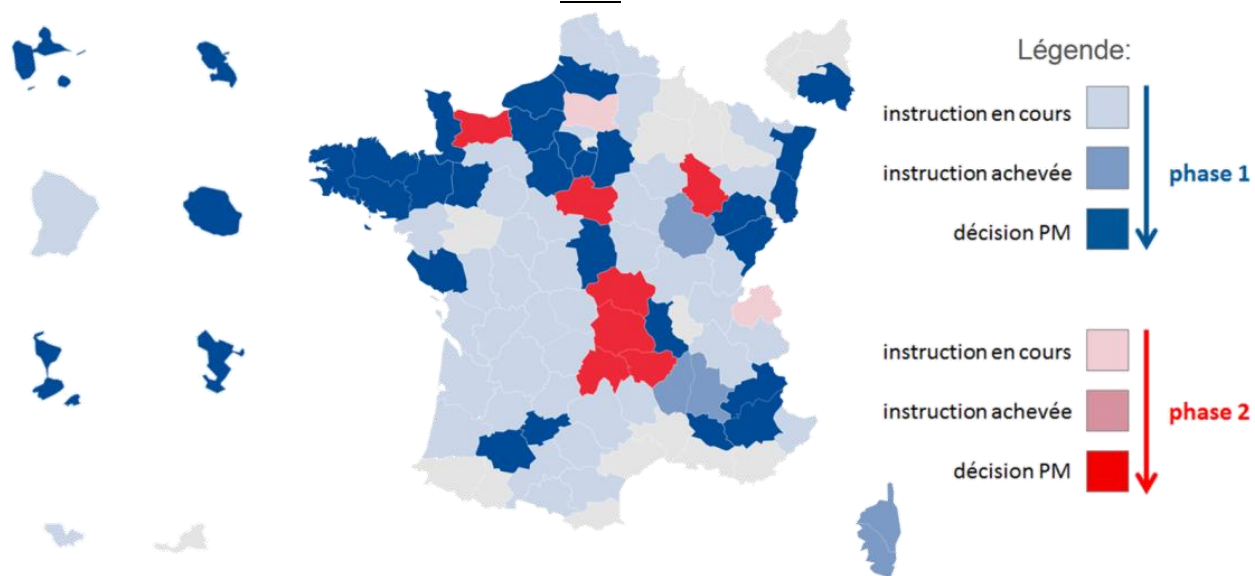 Légende:
instruction en cours
instruction achevée
phase 1
décision PM
instruction en cours
instruction achevée
phase 2
décision PM